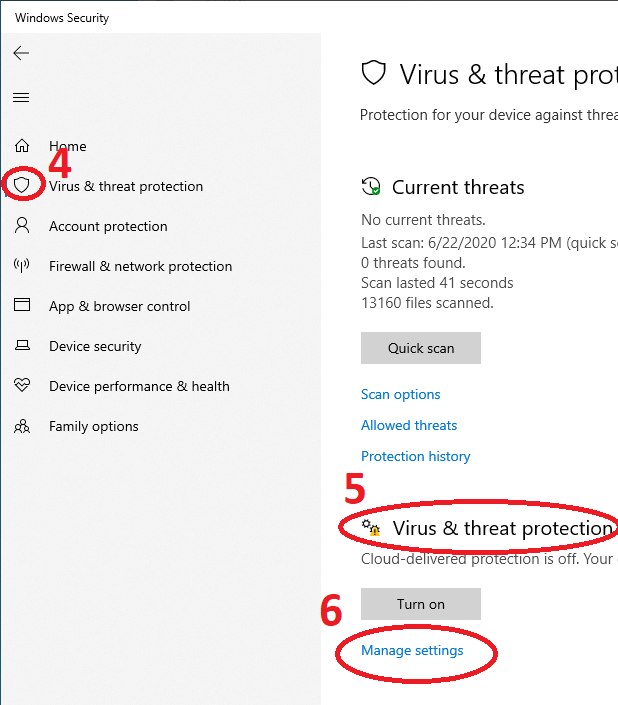 Windows Security
Home
4
Virus & threat protection
Account protection
Firewall & network protection
App & browser control
Device security
Device performance & health
Family options
Virus & threat pro
Protection for your device against threa
Current threats
No current threats.
Last scan: 6/22/2020 12:34 PM (quick s
0 threats found.
Scan lasted 41 seconds
13160 files scanned.
Quick scan
Scan options
Allowed threats
Protection history
5
Virus & threat protection
Cloud-delivered protection is off. Your
Turn on
6
Manage settings